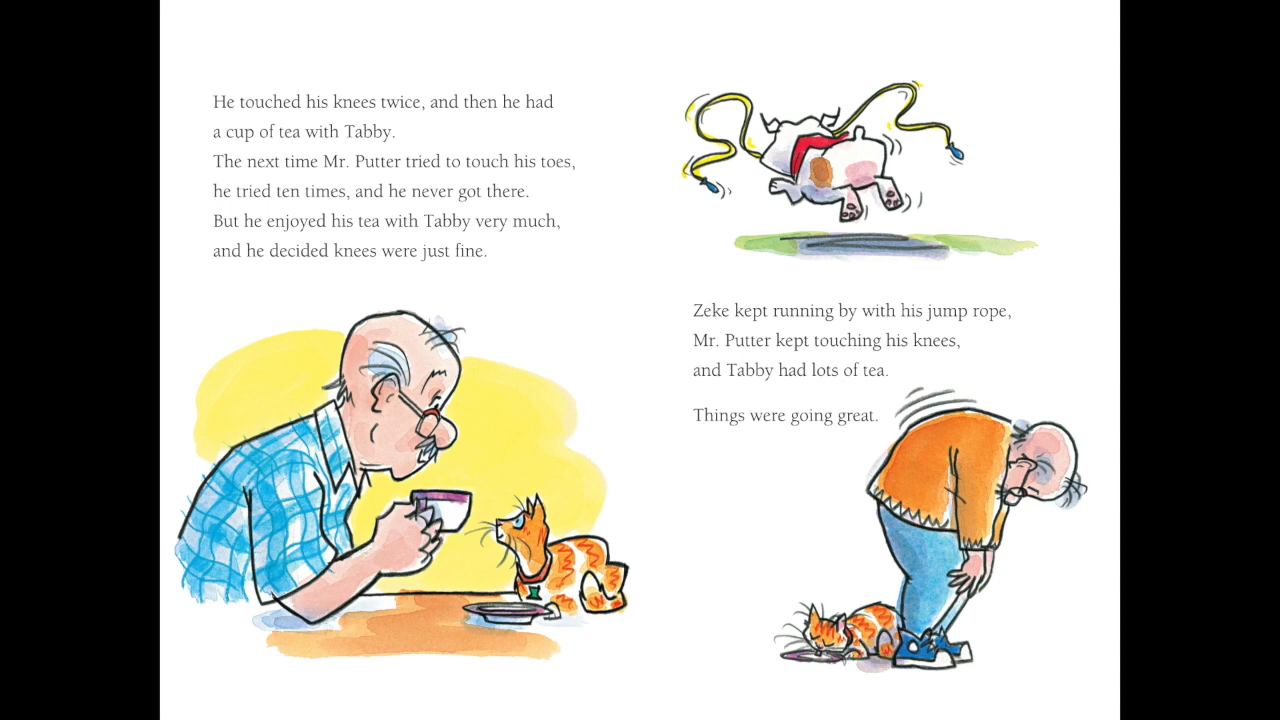 He touched his knees twice, and then he had
a cup of tea with Tabby.
The next time Mr. Putter tried to touch his toes,
he tried ten times, and he never got there.
But he enjoyed his tea with Tabby very much,
and he decided knees were just fine.
Zeke kept running by with his jump rope,
Mr. Putter kept touching his knees,
and Tabby had lots of tea.
Things were going great.